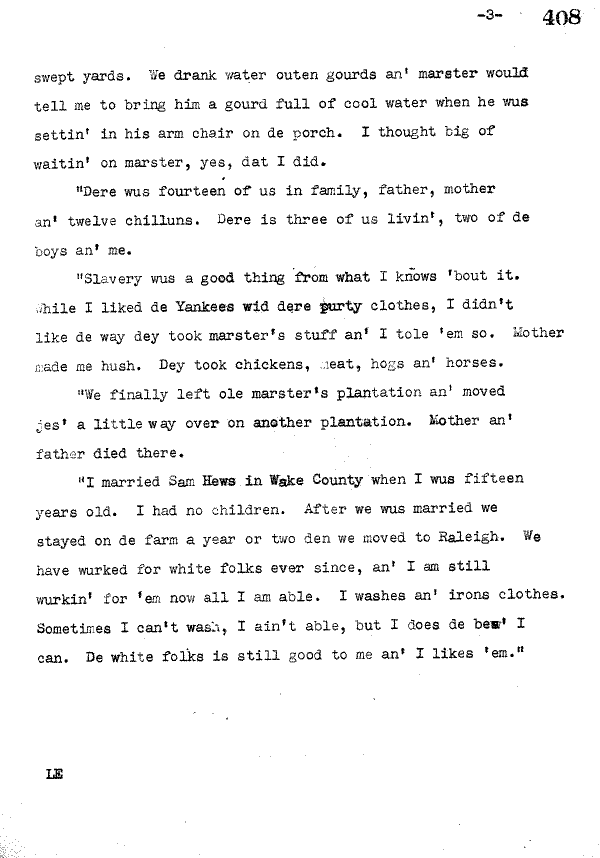 -3- 408
swept yards. We drank water outen gourds an' marster would
tell me to bring him a gourd full of cool water when he wus
settin' in his arm chair on de porch. I thought big of
waitin' on marster, yes, dat I did.
"Dere wus fourteen of us in family, father, mother
an' twelve chilluns. Dere is three of us livin', two of de
boys an' me.
"Slavery wus a good thing from what I knows 'bout it.
While I liked de Yankees wid dere purty clothes, I didn't
like de way dey took marster's stuff an' I tole 'em so. Mother
made me hush. Dey took chickens, meat, hogs an' horses.
"We finally left ole marster's plantation an' moved
jes' a little way over on another plantation. Mother an'
father died there.
"I married Sam Hews in Wake County when I wus fifteen
years old. I had no children. After we wus married we
stayed on de farm a year or two den we moved to Raleigh. We
have wurked for white folks ever since, an' I am still
wurkin' for 'em now all I am able. I washes an' irons clothes.
Sometimes I can't wash, I ain't able, but I does de bes' I
can. De white folks is still good to me an' I likes 'em."
LE